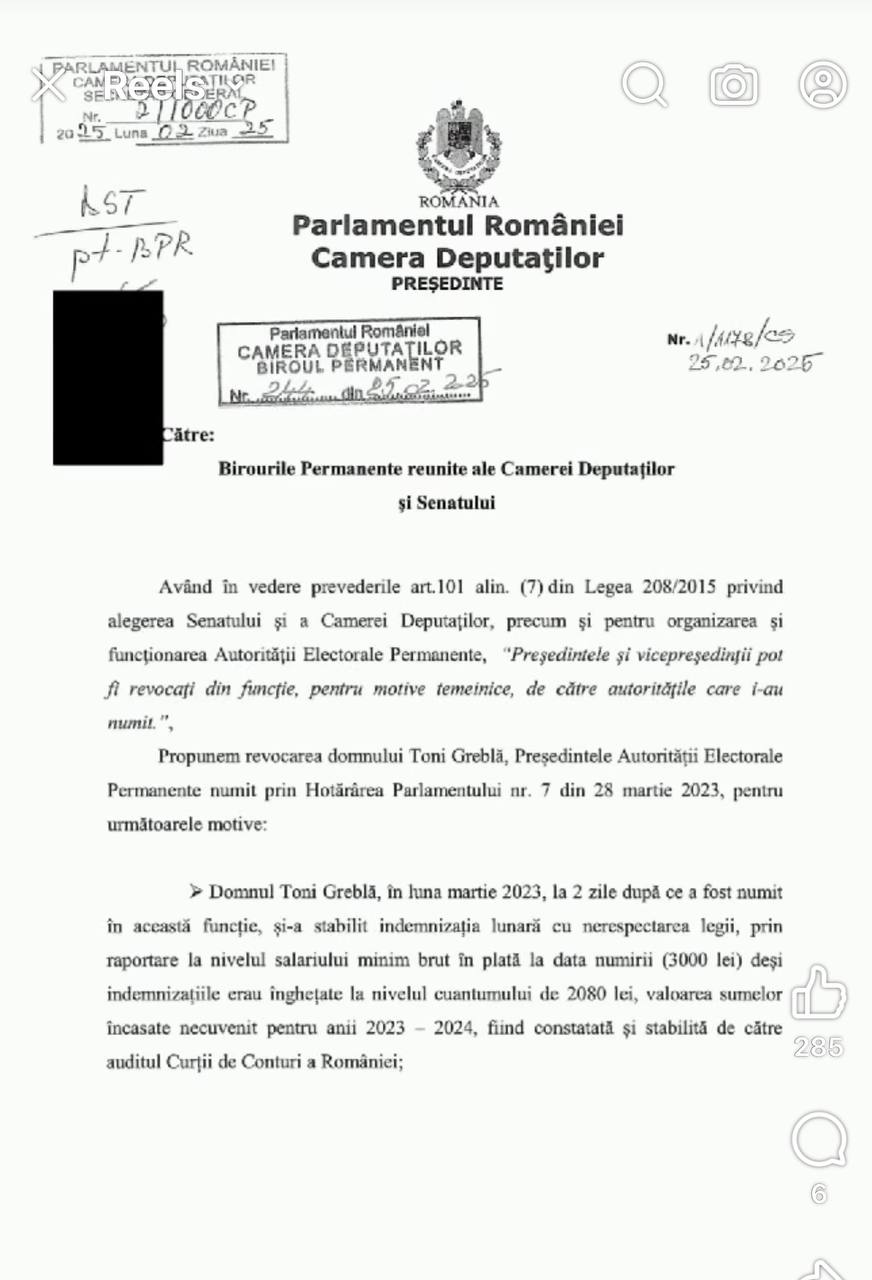 PARLAMENTUL ROMÂNIEI
CAMERA DEPUTAȚILOR
Reels
Nr. 2/1000CP
2025 Luna 02 Ziua 25
ROMÂNIA
Parlamentul României
Camera Deputaţilor
PREŞEDINTE
pt. BPR
Parlamentul României
CAMERA DEPUTAȚILOR
BIROUL PERMANENT
Nr. 244 din 25.02.2025
Nr. 1/1178/CS
25.02.2025
Către:
Birourile Permanente reunite ale Camerei Deputaţilor
şi Senatului
Având în vedere prevederile art.101 alin. (7) din Legea 208/2015 privind
alegerea Senatului şi a Camerei Deputaţilor, precum şi pentru organizarea şi
funcţionarea Autorităţii Electorale Permanente, "Preşedintele şi vicepreşedinţii pot
fi revocaţi din funcţie, pentru motive temeinice, de către autorităţile care i-au
numit.",
Propunem revocarea domnului Toni Greblă, Preşedintele Autorităţii Electorale
Permanente numit prin Hotărârea Parlamentului nr. 7 din 28 martie 2023, pentru
următoarele motive:
➢ Domnul Toni Greblă, în luna martie 2023, la 2 zile după ce a fost numit
în această funcţie, şi-a stabilit indemnizaţia lunară cu nerespectarea legii, prin
raportare la nivelul salariului minim brut în plată la data numirii (3000 lei) deşi
indemnizaţiile erau îngheţate la nivelul cuantumului de 2080 lei, valoarea sumelor
încasate necuvenit pentru anii 2023 – 2024, fiind constatată şi stabilită de către
auditul Curţii de Conturi a României;
285
6